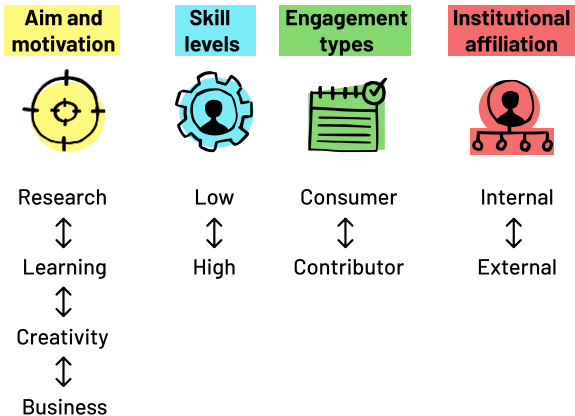 Aim and
motivation
Skill
levels
Engagement
types
Institutional
affiliation
Research
Low
Consumer
Internal
Learning
High
Contributor
External
Creativity
Business